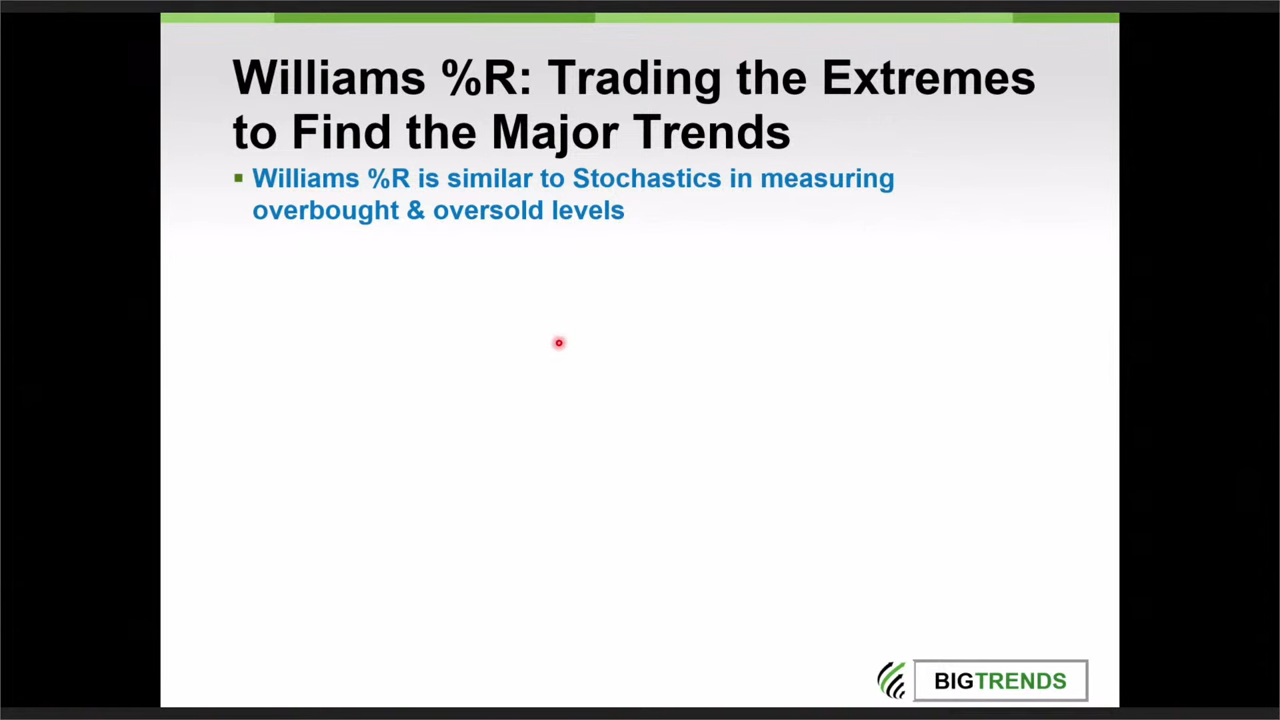 Williams %R: Trading the Extremes
to Find the Major Trends
Williams %R is similar to Stochastics in measuring
overbought & oversold levels
BIGTRENDS